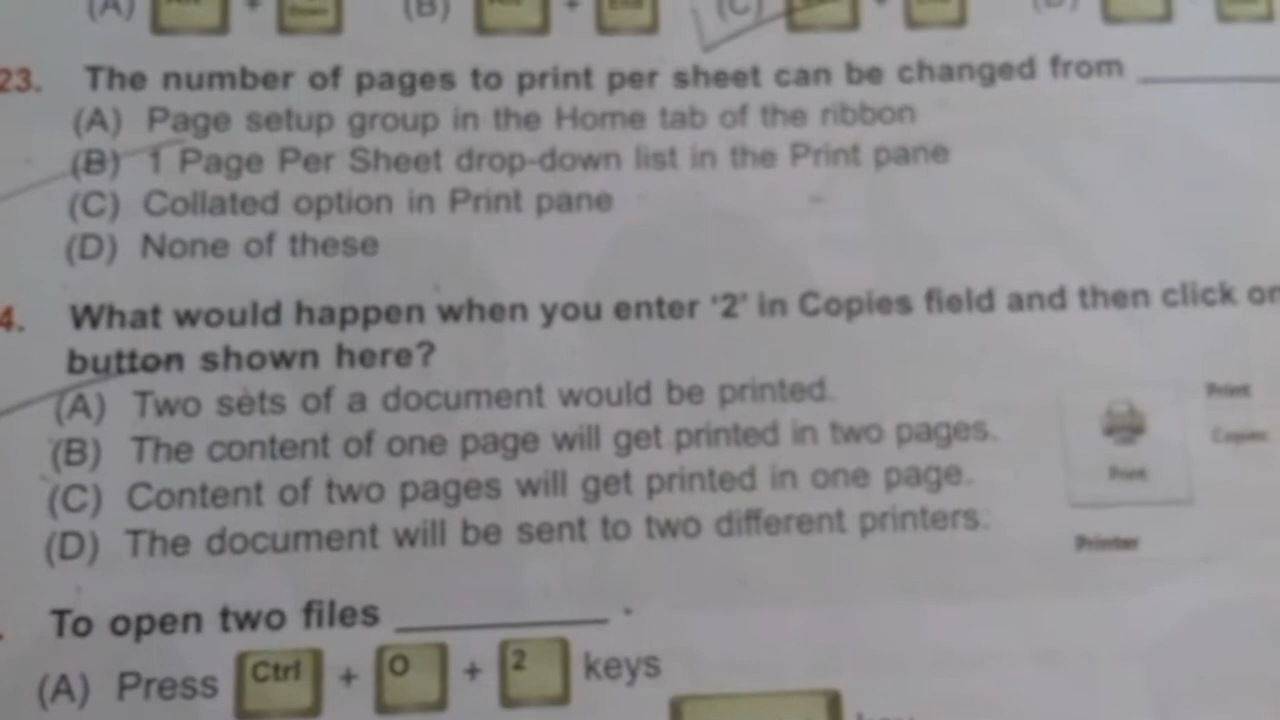 (A) + Down (B) + End (C) + (D) +
23. The number of pages to print per sheet can be changed from ________
(A) Page setup group in the Home tab of the ribbon
(B) 1 Page Per Sheet drop-down list in the Print pane
(C) Collated option in Print pane
(D) None of these
4. What would happen when you enter '2' in Copies field and then click on
button shown here?
(A) Two sets of a document would be printed.
(B) The content of one page will get printed in two pages.
(C) Content of two pages will get printed in one page.
(D) The document will be sent to two different printers.
Print
Copies
Print
Printer
. To open two files ________ .
(A) Press Ctrl + O + 2 keys